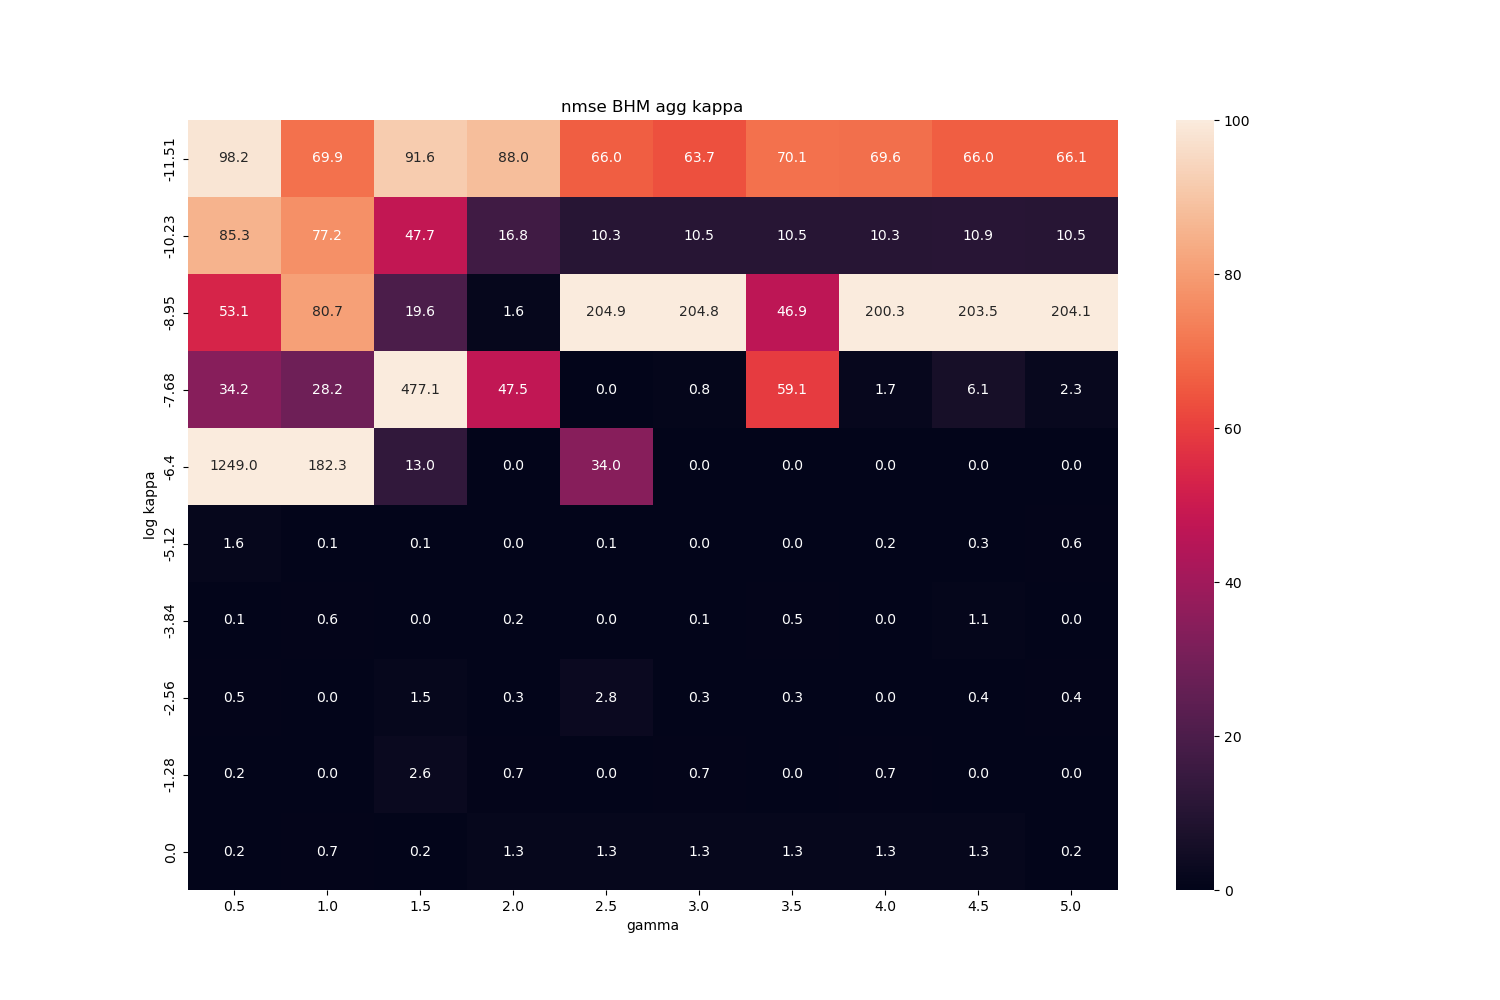 nmse BHM agg kappa
-11.51 98.2 69.9 91.6 88.0 66.0 63.7 70.1 69.6 66.0 66.1
-10.23 85.3 77.2 47.7 16.8 10.3 10.5 10.5 10.3 10.9 10.5
-8.95 53.1 80.7 19.6 1.6 204.9 204.8 46.9 200.3 203.5 204.1
-7.68 34.2 28.2 477.1 47.5 0.0 0.8 59.1 1.7 6.1 2.3
-6.4 1249.0 182.3 13.0 0.0 34.0 0.0 0.0 0.0 0.0 0.0
-5.12 1.6 0.1 0.1 0.0 0.1 0.0 0.0 0.2 0.3 0.6
-3.84 0.1 0.6 0.0 0.2 0.0 0.1 0.5 0.0 1.1 0.0
-2.56 0.5 0.0 1.5 0.3 2.8 0.3 0.3 0.0 0.4 0.4
-1.28 0.2 0.0 2.6 0.7 0.0 0.7 0.0 0.7 0.0 0.0
0.0 0.2 0.7 0.2 1.3 1.3 1.3 1.3 1.3 1.3 0.2
log kappa
0.5 1.0 1.5 2.0 2.5 3.0 3.5 4.0 4.5 5.0
gamma
100
80
60
40
20
0